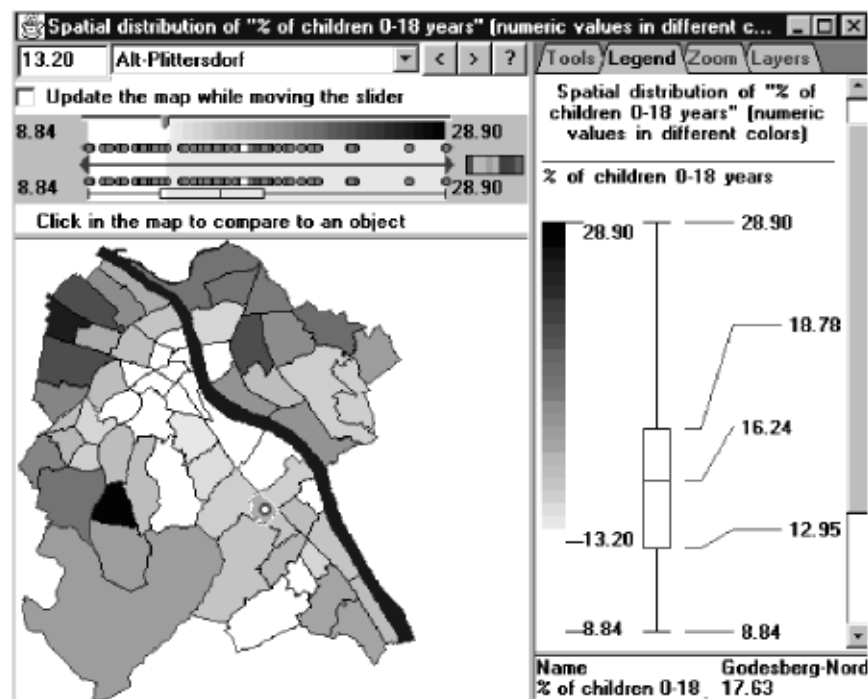 Spatial distribution of "% of children 0-18 years" (numeric values in different c...
13.20 Alt-Plittersdorf < > ?
Update the map while moving the slider
8.84 28.90
8.84 28.90
Click in the map to compare to an object
Tools Legend Zoom Layers
Spatial distribution of "% of
children 0-18 years" (numeric
values in different colors)
% of children 0-18 years
28.90 28.90
18.78
16.24
13.20 12.95
8.84 8.84
Name Godesberg-Nord
% of children 0-18 17.63